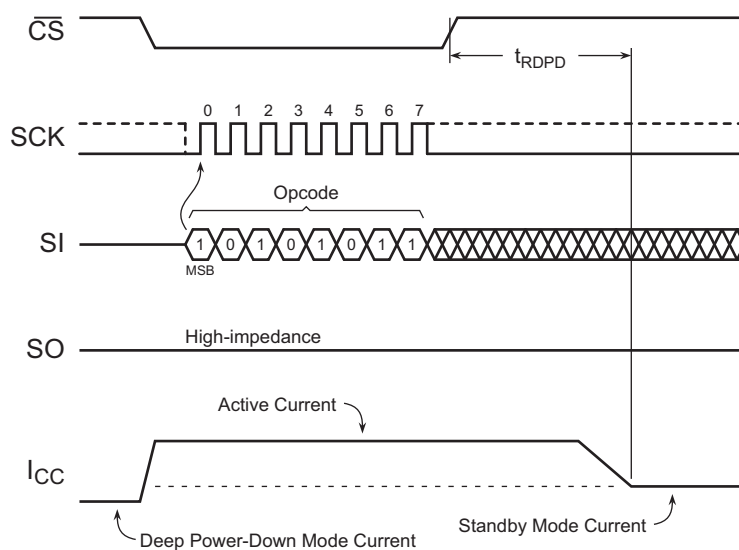 CS
tRDPD
0 1 2 3 4 5 6 7
SCK
Opcode
SI
1 0 1 0 1 0 1 1
MSB
High-impedance
SO
Active Current
ICC
Standby Mode Current
Deep Power-Down Mode Current